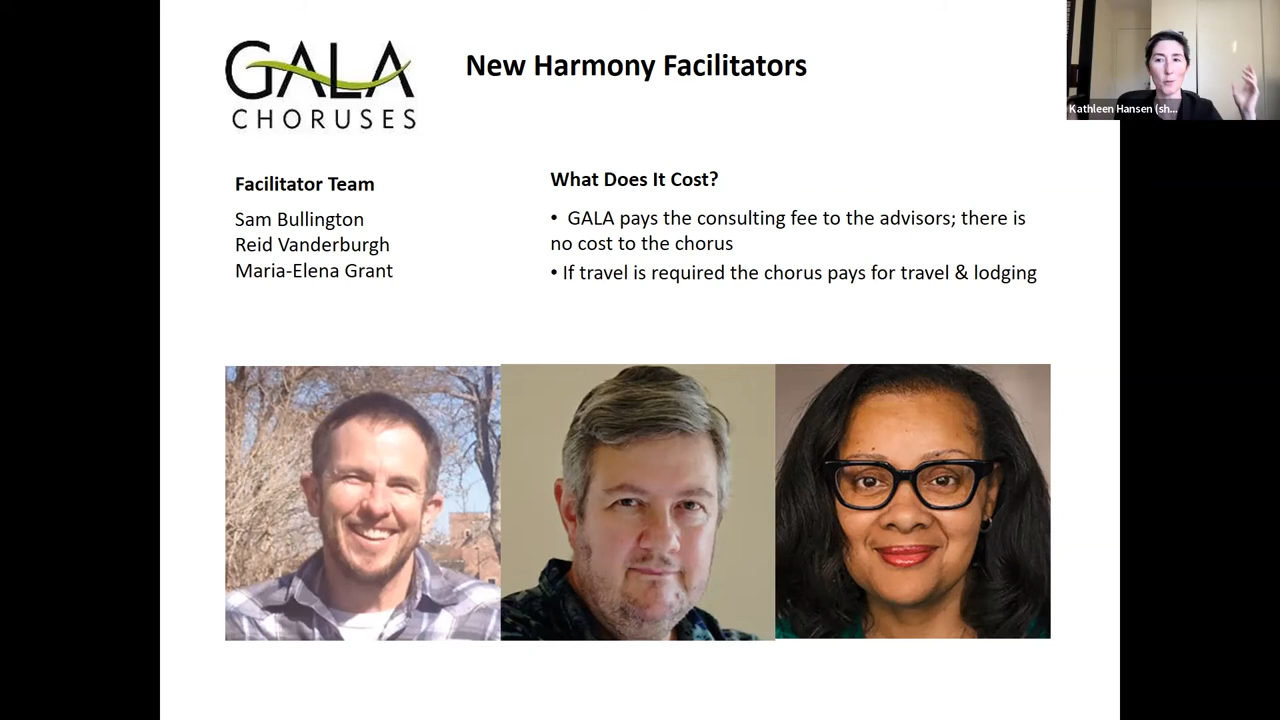 GALA
CHORUSES
New Harmony Facilitators
Kathleen Hansen (sh...
Facilitator Team
Sam Bullington
Reid Vanderburgh
Maria-Elena Grant
What Does It Cost?
• GALA pays the consulting fee to the advisors; there is
no cost to the chorus
• If travel is required the chorus pays for travel & lodging